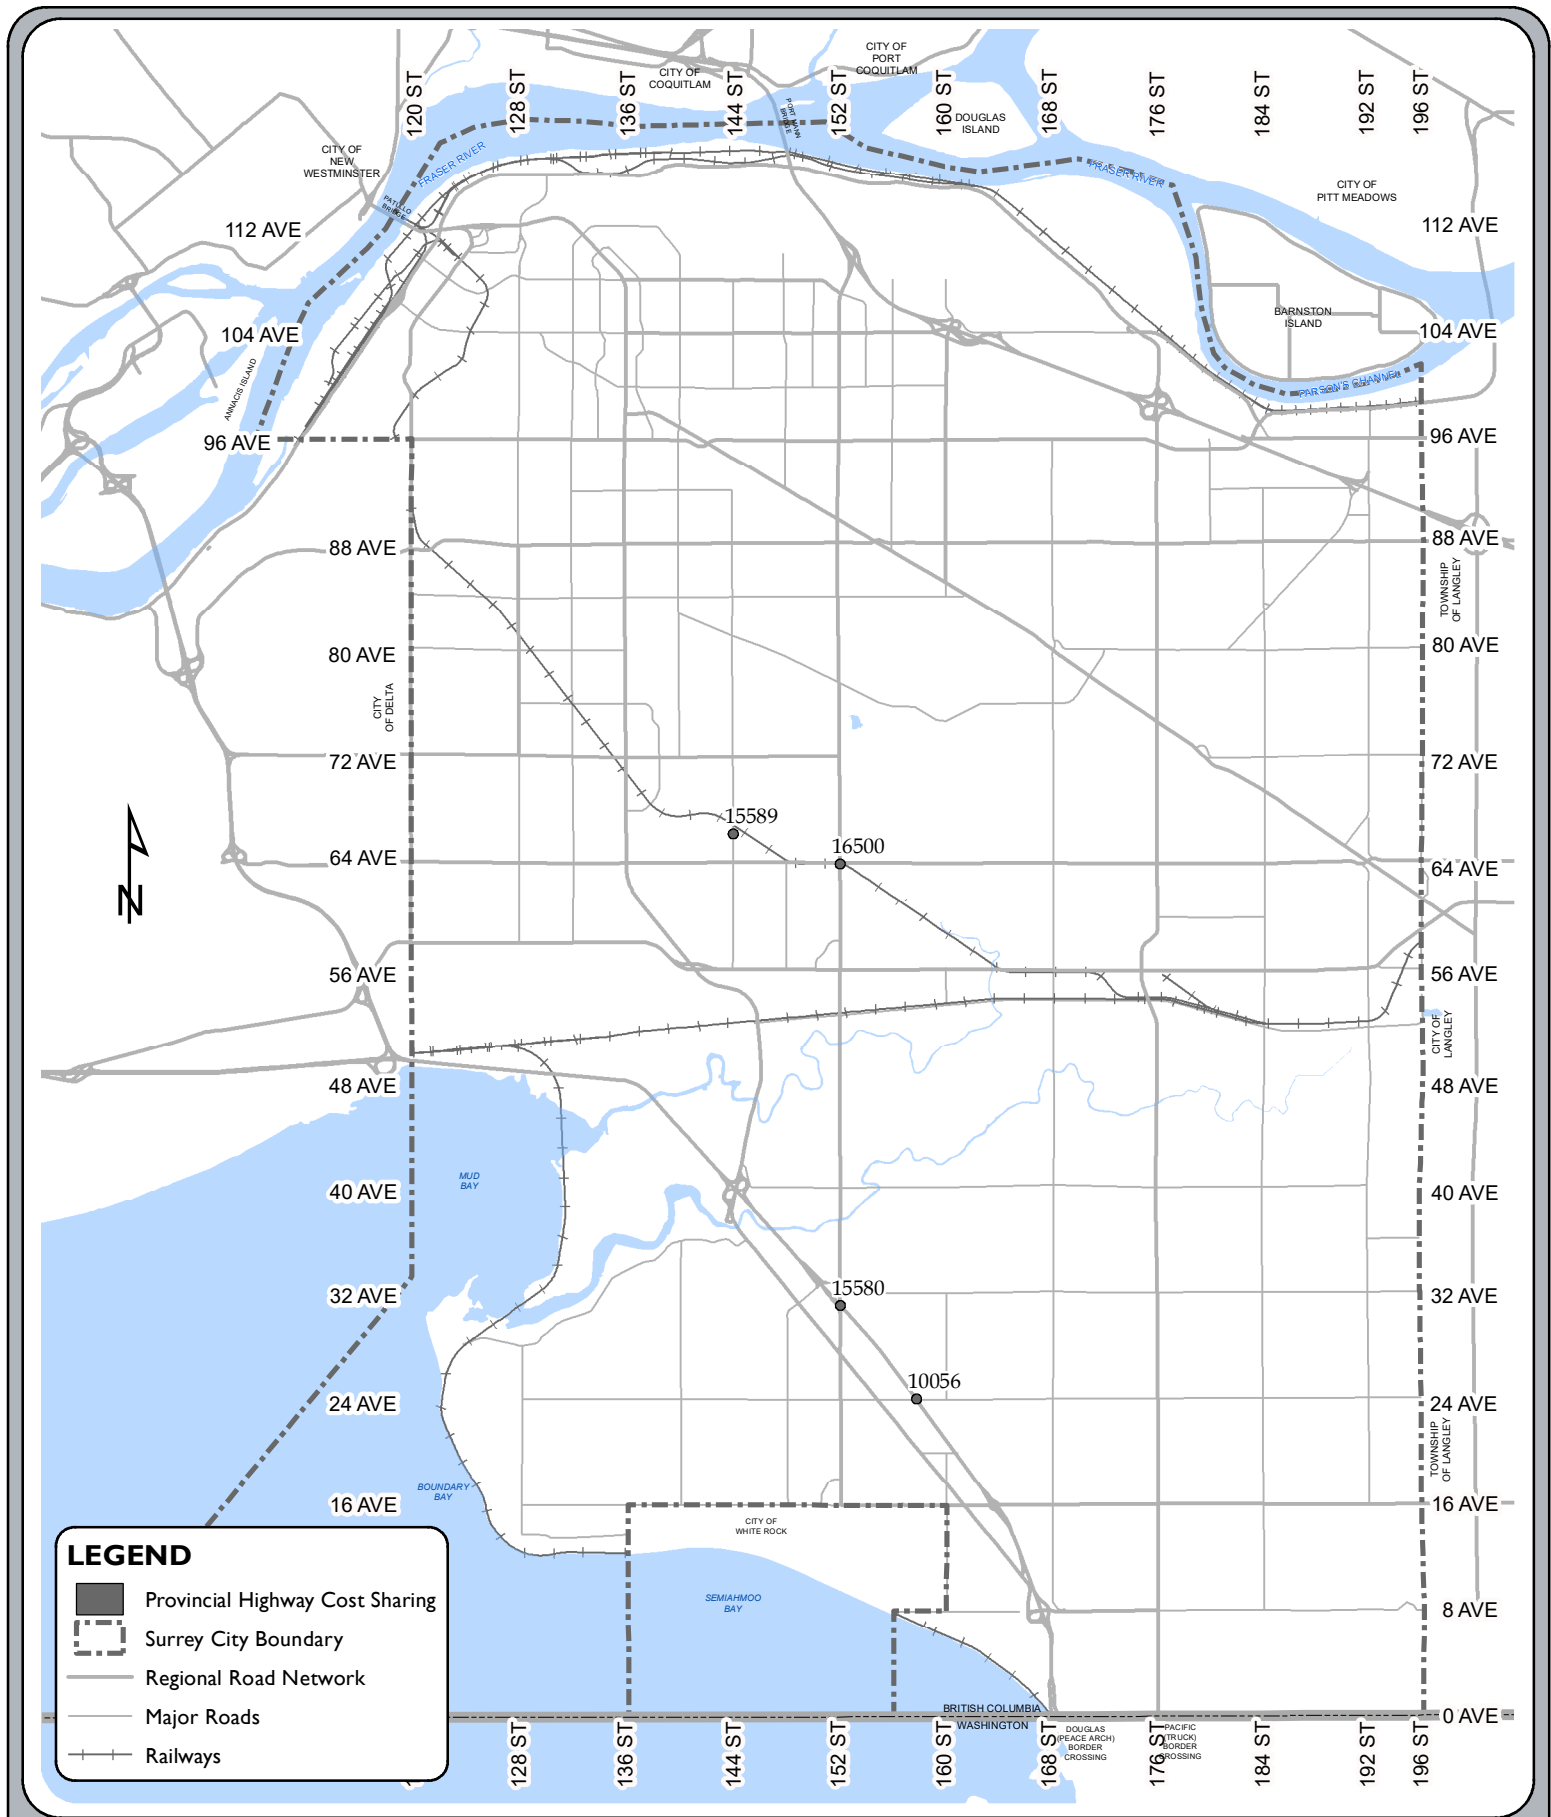 CITY OF
PORT
COQUITLAM
CITY OF
COQUITLAM
120 ST
128 ST
136 ST
144 ST
152 ST
160 ST
168 ST
176 ST
184 ST
192 ST
196 ST
PORT MANN
BRIDGE
DOUGLAS
ISLAND
CITY OF
NEW
WESTMINSTER
FRASER RIVER
FRASER RIVER
CITY OF
PITT MEADOWS
PATULLO
BRIDGE
112 AVE
112 AVE
BARNSTON
ISLAND
104 AVE
104 AVE
ANNACIS ISLAND
PARSON'S CHANNEL
96 AVE
96 AVE
88 AVE
88 AVE
TOWNSHIP
OF LANGLEY
80 AVE
80 AVE
CITY
OF DELTA
72 AVE
72 AVE
15589
16500
64 AVE
64 AVE
N
56 AVE
56 AVE
CITY OF
LANGLEY
48 AVE
48 AVE
MUD
BAY
40 AVE
40 AVE
15580
32 AVE
32 AVE
10056
24 AVE
24 AVE
TOWNSHIP
OF LANGLEY
BOUNDARY
BAY
16 AVE
16 AVE
CITY OF
WHITE ROCK
SEMIAHMOO
BAY
8 AVE
LEGEND
Provincial Highway Cost Sharing
Surrey City Boundary
Regional Road Network
Major Roads
Railways
BRITISH COLUMBIA
WASHINGTON
0 AVE
128 ST
136 ST
144 ST
152 ST
160 ST
168 ST
DOUGLAS
(PEACE ARCH)
BORDER
CROSSING
176 ST
PACIFIC
(TRUCK)
BORDER
CROSSING
184 ST
192 ST
196 ST